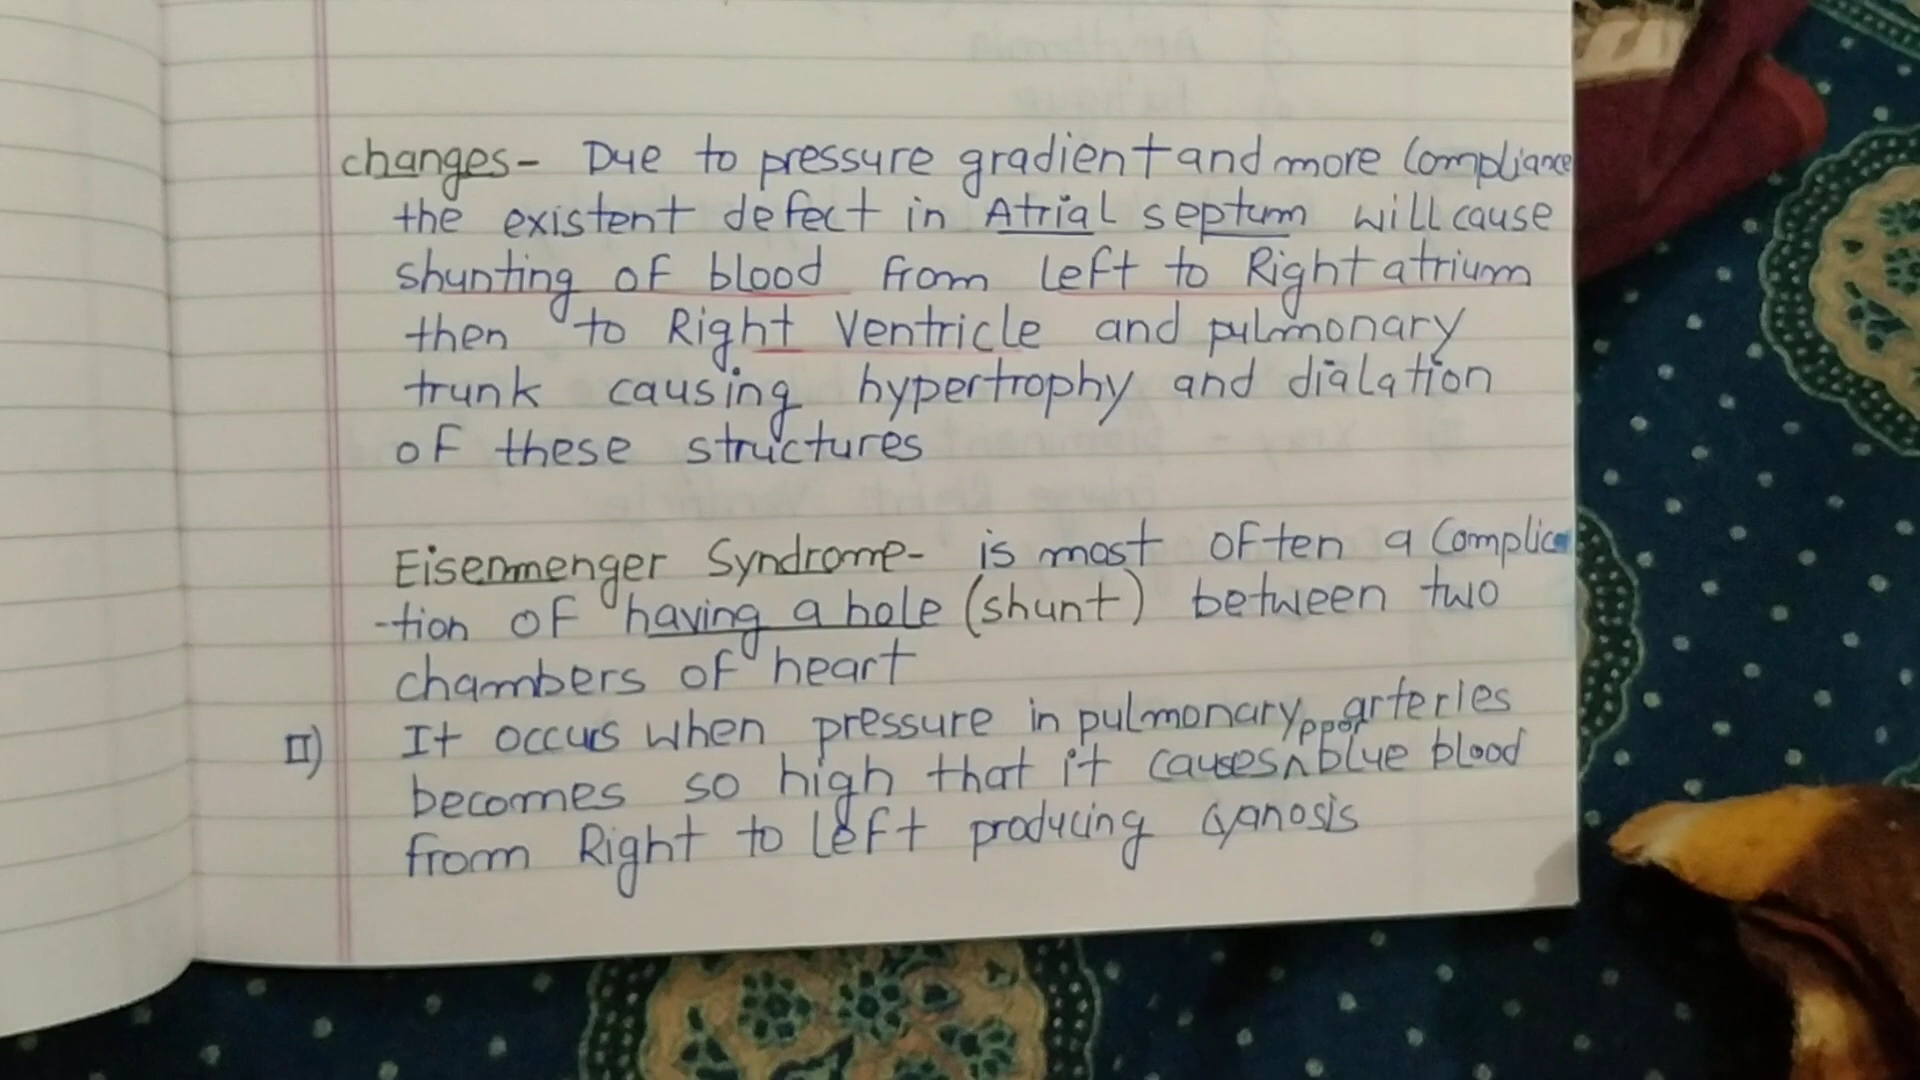 changes- Due to pressure gradient and more compliance
the existent defect in Atrial septum will cause
shunting of blood from Left to Right atrium
then to Right Ventricle and pulmonary
trunk causing hypertrophy and dialation
of these structures
Eisenmenger Syndrome- is most often a complica
-tion of having a hole (shunt) between two
chambers of heart
II) It occurs when pressure in pulmonary arteries
becomes so high that it causes ^ppor blue blood
from Right to left producing cyanosis